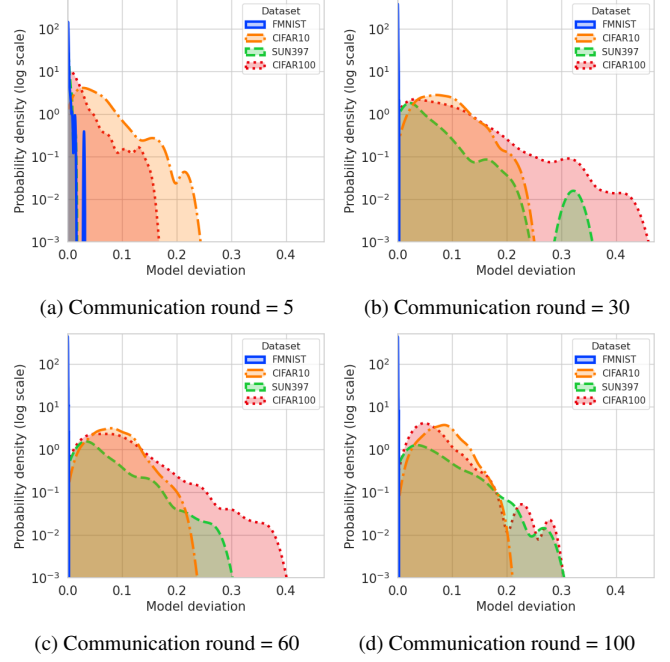 Probability density (log scale)
10²
10¹
10⁰
10⁻¹
10⁻²
10⁻³
0.0 0.1 0.2 0.3 0.4
Model deviation
Dataset
FMNIST
CIFAR10
SUN397
CIFAR100
(a) Communication round = 5
Probability density (log scale)
10²
10¹
10⁰
10⁻¹
10⁻²
10⁻³
0.0 0.1 0.2 0.3 0.4
Model deviation
Dataset
FMNIST
CIFAR10
SUN397
CIFAR100
(b) Communication round = 30
Probability density (log scale)
10²
10¹
10⁰
10⁻¹
10⁻²
10⁻³
0.0 0.1 0.2 0.3 0.4
Model deviation
Dataset
FMNIST
CIFAR10
SUN397
CIFAR100
(c) Communication round = 60
Probability density (log scale)
10²
10¹
10⁰
10⁻¹
10⁻²
10⁻³
0.0 0.1 0.2 0.3 0.4
Model deviation
Dataset
FMNIST
CIFAR10
SUN397
CIFAR100
(d) Communication round = 100